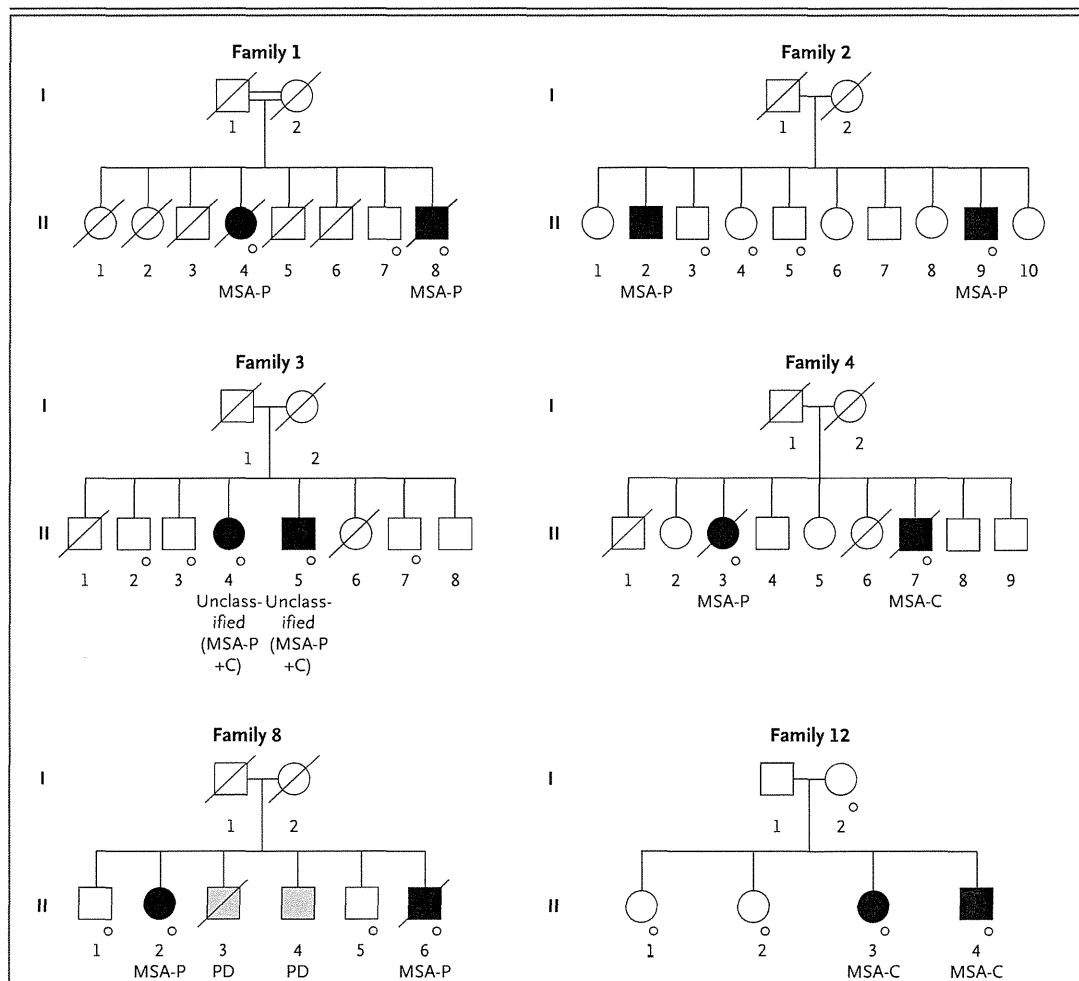 Family 1
I
1 2
II
1 2 3 4 5 6 7 8
MSA-P MSA-P
Family 2
I
1 2
II
1 2 3 4 5 6 7 8 9 10
MSA-P MSA-P
Family 3
I
1 2
II
1 2 3 4 5 6 7 8
Unclass- Unclass-
ified ified
(MSA-P (MSA-P
+C) +C)
Family 4
I
1 2
II
1 2 3 4 5 6 7 8 9
MSA-P MSA-C
Family 8
I
1 2
II
1 2 3 4 5 6
MSA-P PD PD MSA-P
Family 12
I
1 2
II
1 2 3 4
MSA-C MSA-C